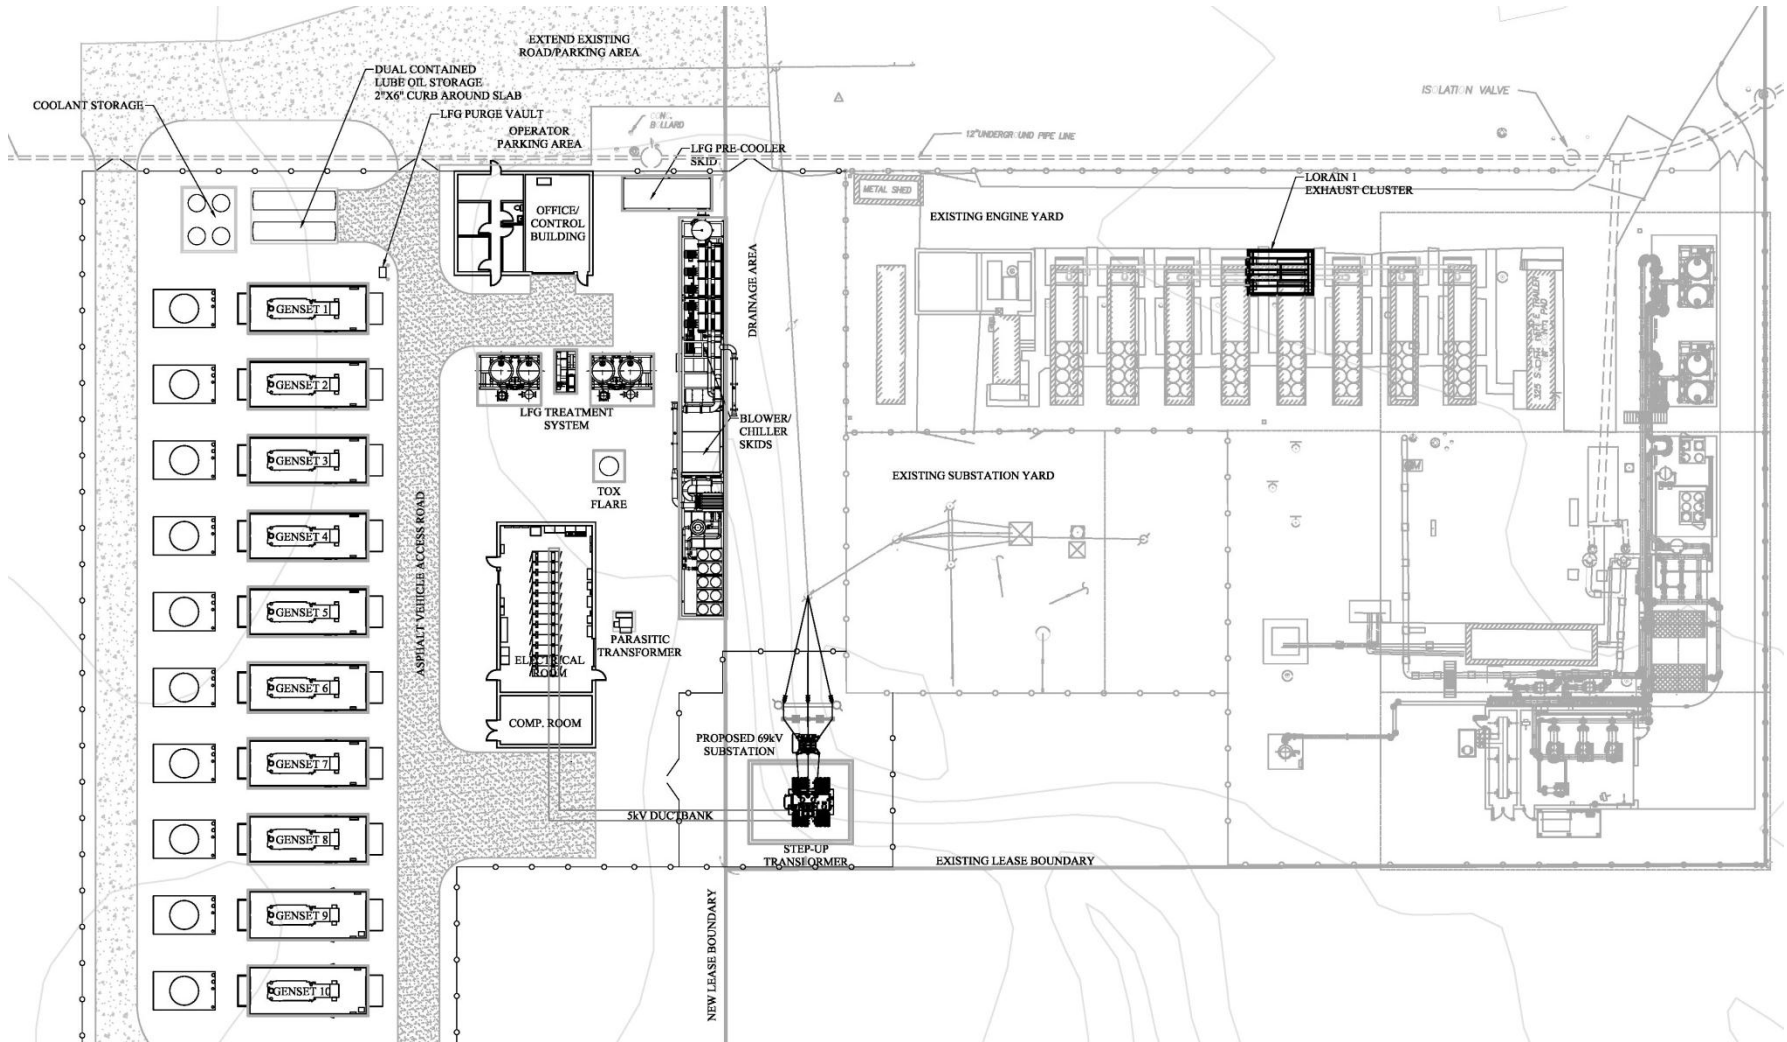 EXTEND EXISTING
ROAD/PARKING AREA
DUAL CONTAINED
LUBE OIL STORAGE
2"X6" CURB AROUND SLAB
COOLANT STORAGE
LFG PURGE VAULT
OPERATOR
PARKING AREA
CONC.
BOLLARD
12"UNDERGROUND PIPE LINE
ISOLATION VALVE
LFG PRE-COOLER
SKID
METAL SHED
LORAIN 1
EXHAUST CLUSTER
OFFICE/
CONTROL
BUILDING
EXISTING ENGINE YARD
DRAINAGE AREA
GENSET 1
GENSET 2
GENSET 3
GENSET 4
GENSET 5
GENSET 6
GENSET 7
GENSET 8
GENSET 9
GENSET 10
ASPHALT VEHICLE ACCESS ROAD
LFG TREATMENT
SYSTEM
BLOWER/
CHILLER
SKIDS
TOX
FLARE
EXISTING SUBSTATION YARD
PARASITIC
TRANSFORMER
ELECTRICAL
ROOM
COMP. ROOM
PROPOSED 69kV
SUBSTATION
5kV DUCTBANK
STEP-UP
TRANSFORMER
EXISTING LEASE BOUNDARY
NEW LEASE BOUNDARY